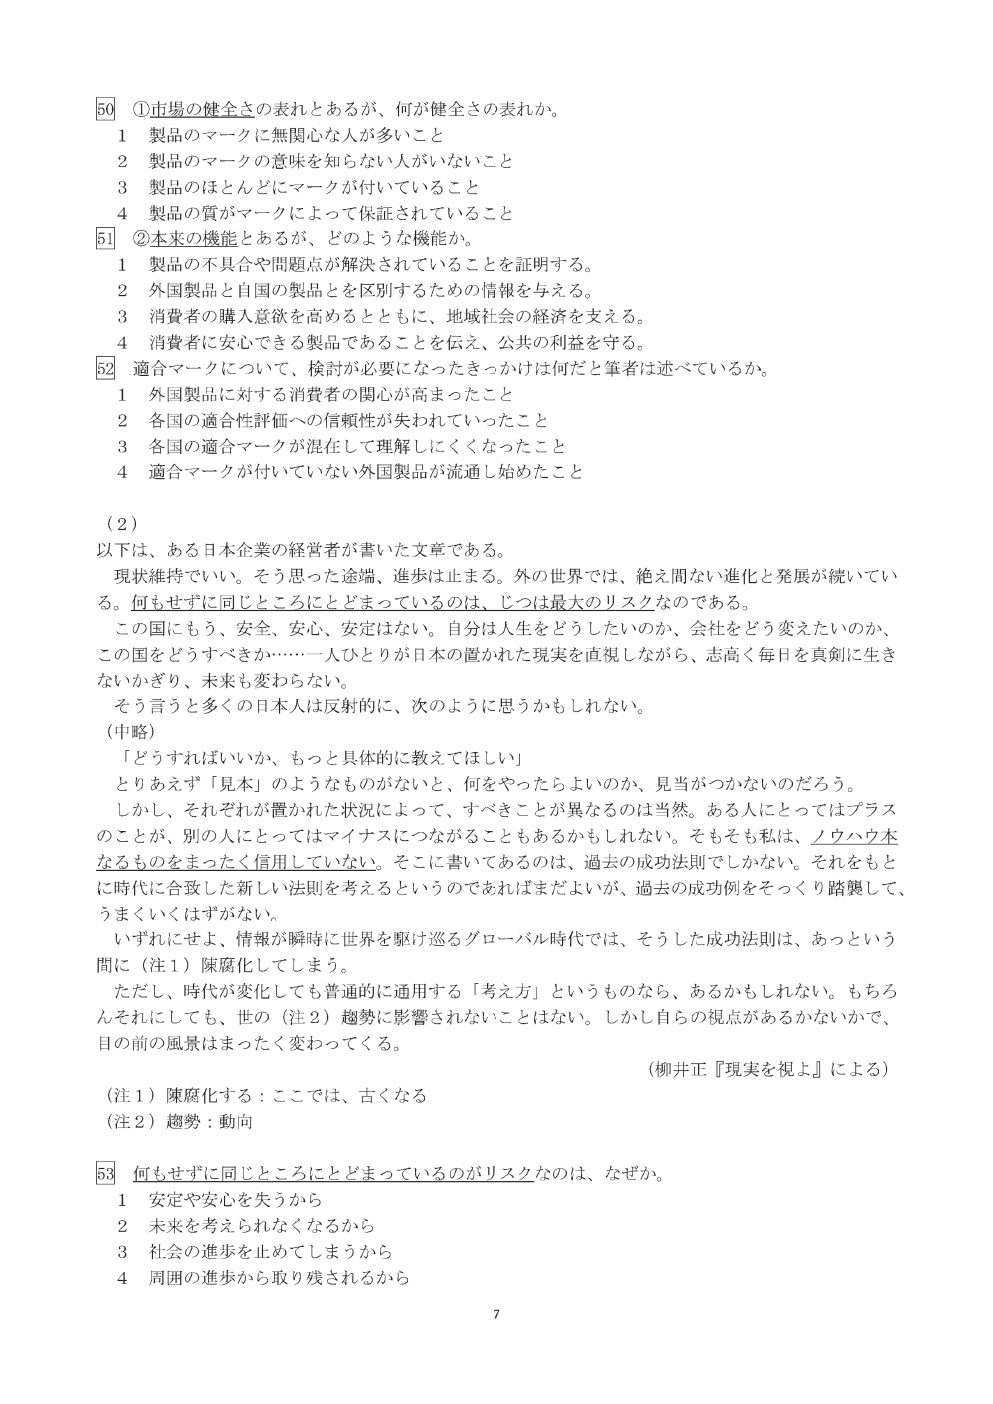 50 ①市場の健全さの表れとあるが、何が健全さの表れか。
1 製品のマークに無関心な人が多いこと
2 製品のマークの意味を知らない人がいないこと
3 製品のほとんどにマークが付いていること
4 製品の質がマークによって保証されていること
51 ②本来の機能とあるが、どのような機能か。
1 製品の不具合や問題点が解決されていることを証明する。
2 外国製品と自国の製品とを区別するための情報を与える。
3 消費者の購入意欲を高めるとともに、地域社会の経済を支える。
4 消費者に安心できる製品であることを伝え、公共の利益を守る。
52 適合マークについて、検討が必要になったきっかけは何だと筆者は述べているか。
1 外国製品に対する消費者の関心が高まったこと
2 各国の適合性評価への信頼性が失われていったこと
3 各国の適合マークが混在して理解しにくくなったこと
4 適合マークが付いていない外国製品が流通し始めたこと
（2）
以下は、ある日本企業の経営者が書いた文章である。
現状維持でいい。そう思った途端、進歩は止まる。外の世界では、絶え間ない進化と発展が続いてい
る。何もせずに同じところにとどまっているのは、じつは最大のリスクなのである。
この国にもう、安全、安心、安定はない。自分は人生をどうしたいのか、会社をどう変えたいのか、
この国をどうすべきか……一人ひとりが日本の置かれた現実を直視しながら、志高く毎日を真剣に生き
ないかぎり、未来も変わらない。
そう言うと多くの日本人は反射的に、次のように思うかもしれない。
（中略）
「どうすればいいか、もっと具体的に教えてほしい」
とりあえず「見本」のようなものがないと、何をやったらよいのか、見当がつかないのだろう。
しかし、それぞれが置かれた状況によって、すべきことが異なるのは当然。ある人にとってはプラス
のことが、別の人にとってはマイナスにつながることもあるかもしれない。そもそも私は、ノウハウ本
なるものをまったく信用していない。そこに書いてあるのは、過去の成功法則でしかない。それをもと
に時代に合致した新しい法則を考えるというのであればまだよいが、過去の成功例をそっくり踏襲して、
うまくいくはずがない。
いずれにせよ、情報が瞬時に世界を駆け巡るグローバル時代では、そうした成功法則は、あっという
間に（注1）陳腐化してしまう。
ただし、時代が変化しても普通的に通用する「考え方」というものなら、あるかもしれない。もちろ
んそれにしても、世の（注2）趨勢に影響されないことはない。しかし自らの視点があるかないかで、
目の前の風景はまったく変わってくる。
（柳井正『現実を視よ』による）
（注1）陳腐化する：ここでは、古くなる
（注2）趨勢：動向
53 何もせずに同じところにとどまっているのがリスクなのは、なぜか。
1 安定や安心を失うから
2 未来を考えられなくなるから
3 社会の進歩を止めてしまうから
4 周囲の進歩から取り残されるから
7